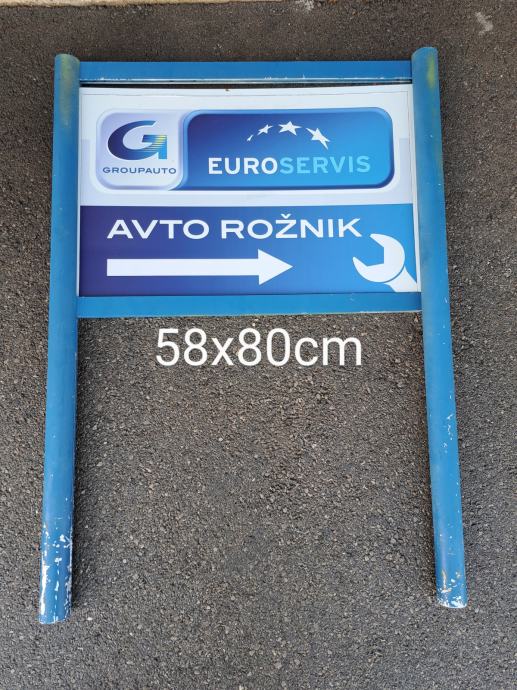 G
GROUPAUTO
EUROSERVIS
AVTO ROŽNIK
58x80cm